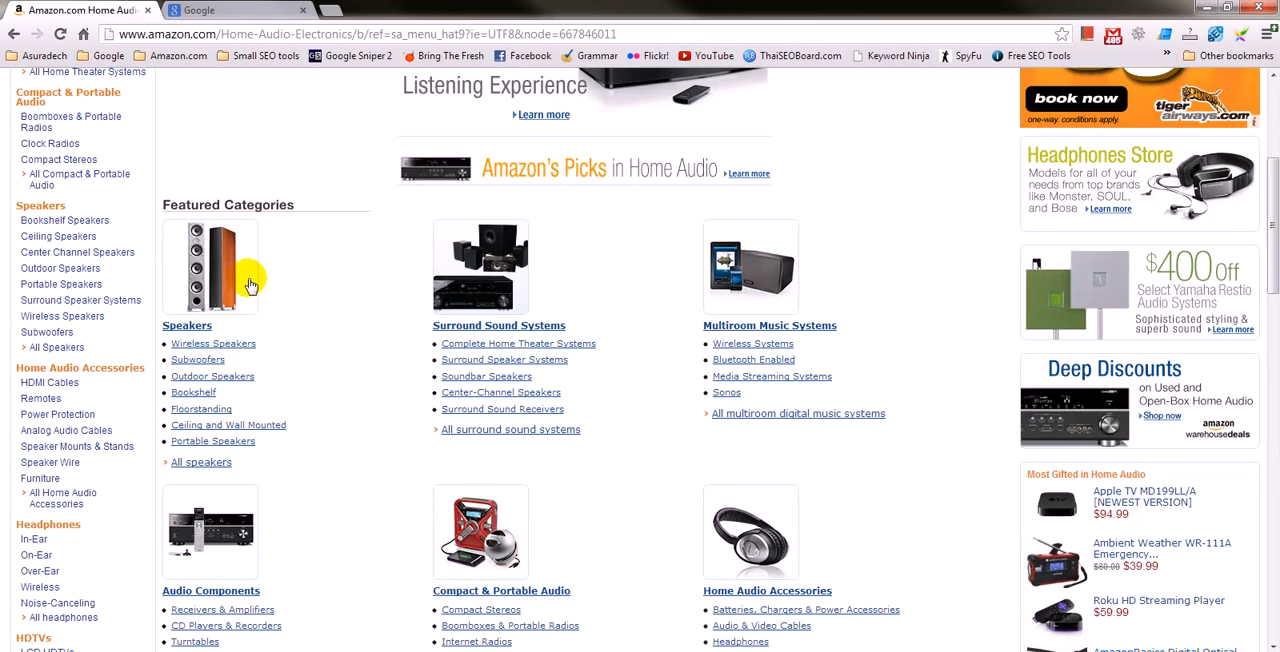 Amazon.com Home Audi
Google
www.amazon.com/Home-Audio-Electronics/b/ref=sa_menu_hat9?ie=UTF8&node=667846011
485
Asuradech
Google
Amazon.com
Small SEO tools
Google Sniper 2
Bring The Fresh
Facebook
Grammar
Flickr!
YouTube
ThaiSEOBoard.com
Keyword Ninja
SpyFu
Free SEO Tools
»
Other bookmarks
› All Home Theater Systems
Compact & Portable
Audio
Boomboxes & Portable
Radios
Clock Radios
Compact Stereos
› All Compact & Portable
Audio
Speakers
Bookshelf Speakers
Ceiling Speakers
Center Channel Speakers
Outdoor Speakers
Portable Speakers
Surround Speaker Systems
Wireless Speakers
Subwoofers
› All Speakers
Home Audio Accessories
HDMI Cables
Remotes
Power Protection
Analog Audio Cables
Speaker Mounts & Stands
Speaker Wire
Furniture
› All Home Audio
Accessories
Headphones
In-Ear
On-Ear
Over-Ear
Wireless
Noise-Canceling
› All headphones
HDTVs
LCD HDTVs
Listening Experience
Learn more
Amazon's Picks in Home Audio
Learn more
Featured Categories
Speakers
Wireless Speakers
Subwoofers
Outdoor Speakers
Bookshelf
Floorstanding
Ceiling and Wall Mounted
Portable Speakers
› All speakers
Surround Sound Systems
Complete Home Theater Systems
Surround Speaker Systems
Soundbar Speakers
Center-Channel Speakers
Surround Sound Receivers
› All surround sound systems
Multiroom Music Systems
Wireless Systems
Bluetooth Enabled
Media Streaming Systems
Sonos
› All multiroom digital music systems
Audio Components
Receivers & Amplifiers
CD Players & Recorders
Turntables
Compact & Portable Audio
Compact Stereos
Boomboxes & Portable Radios
Internet Radios
Home Audio Accessories
Batteries, Chargers & Power Accessories
Audio & Video Cables
Headphones
book now
one-way. conditions apply.
tiger
airways.com
Headphones Store
Models for all of your
needs from top brands
like Monster, SOUL,
and Bose
Learn more
$400 Off
Select Yamaha Restio
Audio Systems
Sophisticated styling &
superb sound
Learn more
Deep Discounts
on Used and
Open-Box Home Audio
Shop now
amazon
warehousedeals
Most Gifted in Home Audio
Apple TV MD199LL/A
[NEWEST VERSION]
$94.99
Ambient Weather WR-111A
Emergency...
$80.00 $39.99
Roku HD Streaming Player
$59.99
AmazonBasics Digital Optical